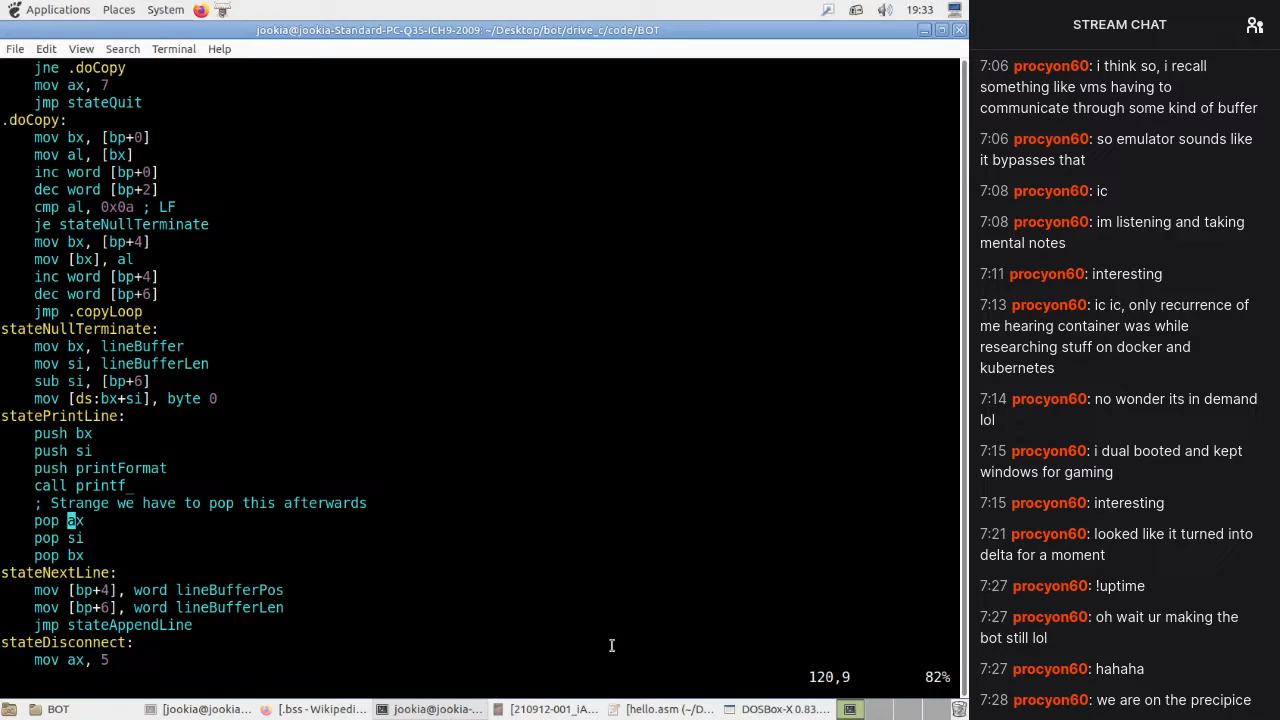 Applications Places System 19:33
jookia@jookia-Standard-PC-Q35-ICH9-2009: ~/Desktop/bot/drive_c/code/BOT
File Edit View Search Terminal Help
jne .doCopy
mov ax, 7
jmp stateQuit
.doCopy:
mov bx, [bp+0]
mov al, [bx]
inc word [bp+0]
dec word [bp+2]
cmp al, 0x0a ; LF
je stateNullTerminate
mov bx, [bp+4]
mov [bx], al
inc word [bp+4]
dec word [bp+6]
jmp .copyLoop
stateNullTerminate:
mov bx, lineBuffer
mov si, lineBufferLen
sub si, [bp+6]
mov [ds:bx+si], byte 0
statePrintLine:
push bx
push si
push printFormat
call printf_
; Strange we have to pop this afterwards
pop ax
pop si
pop bx
stateNextLine:
mov [bp+4], word lineBufferPos
mov [bp+6], word lineBufferLen
jmp stateAppendLine
stateDisconnect:
mov ax, 5
120,9 82%
BOT [jookia@jooki... [.bss - Wikipedi... jookia@jookia-... [210912-001_iA... [hello.asm (~/D... DOSBox-X 0.83....
STREAM CHAT
7:06 procyon60: i think so, i recall
something like vms having to
communicate through some kind of buffer
7:06 procyon60: so emulator sounds like
it bypasses that
7:08 procyon60: ic
7:08 procyon60: im listening and taking
mental notes
7:11 procyon60: interesting
7:13 procyon60: ic ic, only recurrence of
me hearing container was while
researching stuff on docker and
kubernetes
7:14 procyon60: no wonder its in demand
lol
7:15 procyon60: i dual booted and kept
windows for gaming
7:15 procyon60: interesting
7:21 procyon60: looked like it turned into
delta for a moment
7:27 procyon60: !uptime
7:27 procyon60: oh wait ur making the
bot still lol
7:27 procyon60: hahaha
7:28 procyon60: we are on the precipice